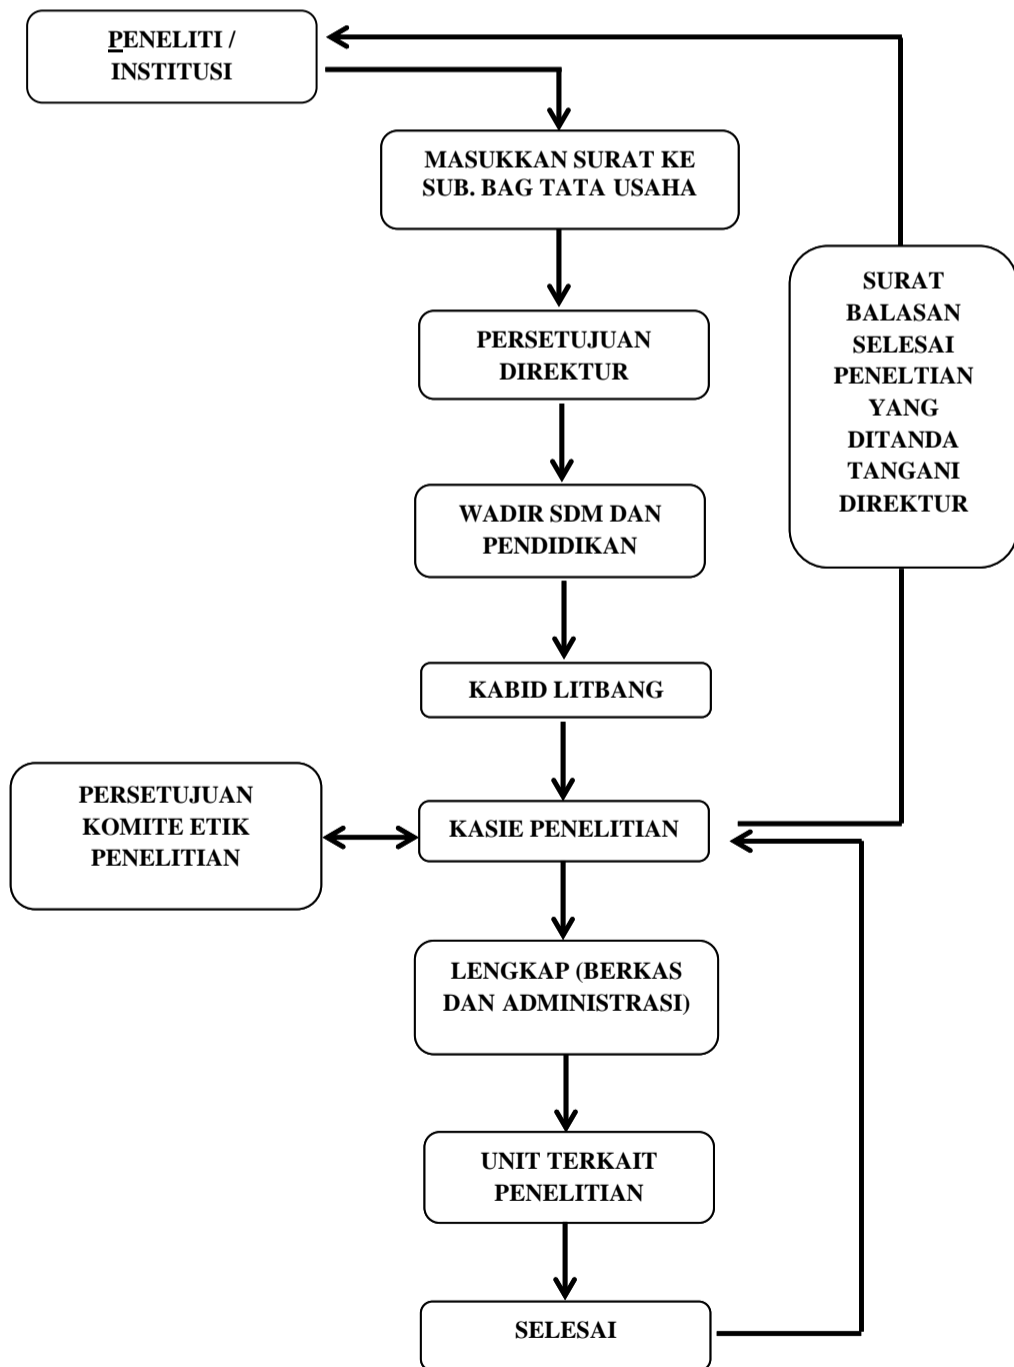 PENELITI /
INSTITUSI
MASUKKAN SURAT KE
SUB. BAG TATA USAHA
PERSETUJUAN
DIREKTUR
WADIR SDM DAN
PENDIDIKAN
KABID LITBANG
KASIE PENELITIAN
PERSETUJUAN
KOMITE ETIK
PENELITIAN
LENGKAP (BERKAS
DAN ADMINISTRASI)
UNIT TERKAIT
PENELITIAN
SELESAI
SURAT
BALASAN
SELESAI
PENELTIAN
YANG
DITANDA
TANGANI
DIREKTUR